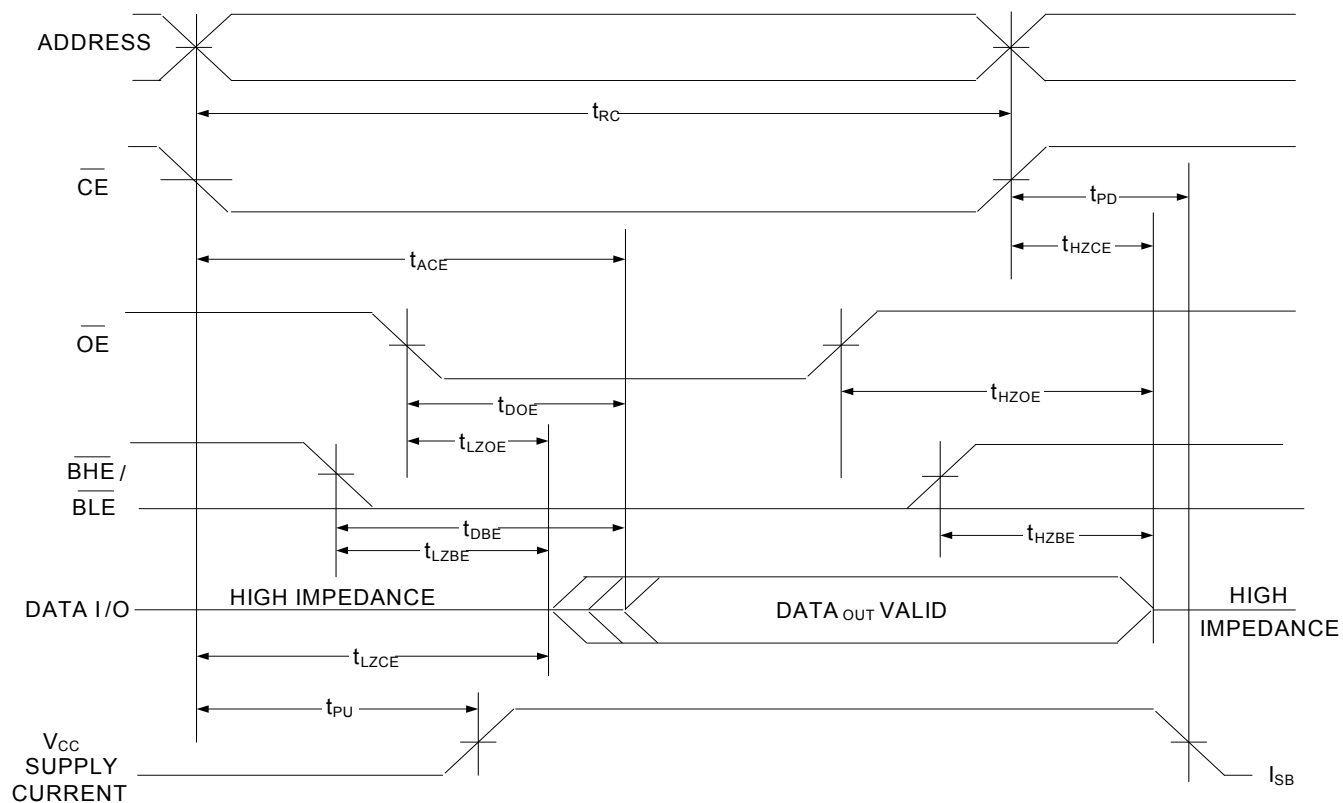 ADDRESS
tRC
CE
tPD
tHZCE
tACE
OE
tDOE
tHZOE
tLZOE
BHE /
BLE
tDBE
tHZBE
tLZBE
HIGH IMPEDANCE
DATA I/O
DATA OUT VALID
HIGH
IMPEDANCE
tLZCE
tPU
VCC
SUPPLY
CURRENT
ISB